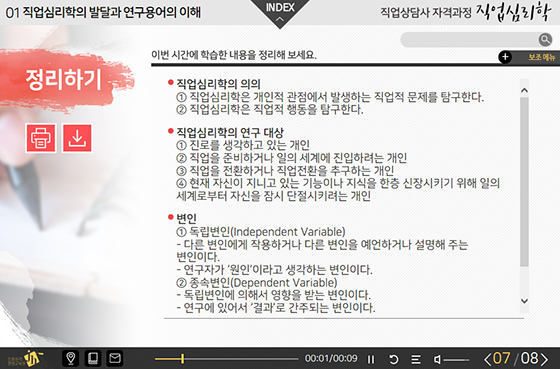 01 직업심리학의 발달과 연구용어의 이해
INDEX
직업상담사 자격과정 직업심리학
이번 시간에 학습한 내용을 정리해 보세요.
보조 메뉴
정리하기
• 직업심리학의 의의
① 직업심리학은 개인적 관점에서 발생하는 직업적 문제를 탐구한다.
② 직업심리학은 직업적 행동을 탐구한다.
• 직업심리학의 연구 대상
① 진로를 생각하고 있는 개인
② 직업을 준비하거나 일의 세계에 진입하려는 개인
③ 직업을 전환하거나 직업전환을 추구하는 개인
④ 현재 자신이 지니고 있는 기능이나 지식을 한층 신장시키기 위해 일의
세계로부터 자신을 잠시 단절시키려는 개인
• 변인
① 독립변인(Independent Variable)
- 다른 변인에게 작용하거나 다른 변인을 예언하거나 설명해 주는
변인이다.
- 연구자가 '원인'이라고 생각하는 변인이다.
② 종속변인(Dependent Variable)
- 독립변인에 의해서 영향을 받는 변인이다.
- 연구에 있어서 '결과'로 간주되는 변인이다.
00:01/00:09
07/08